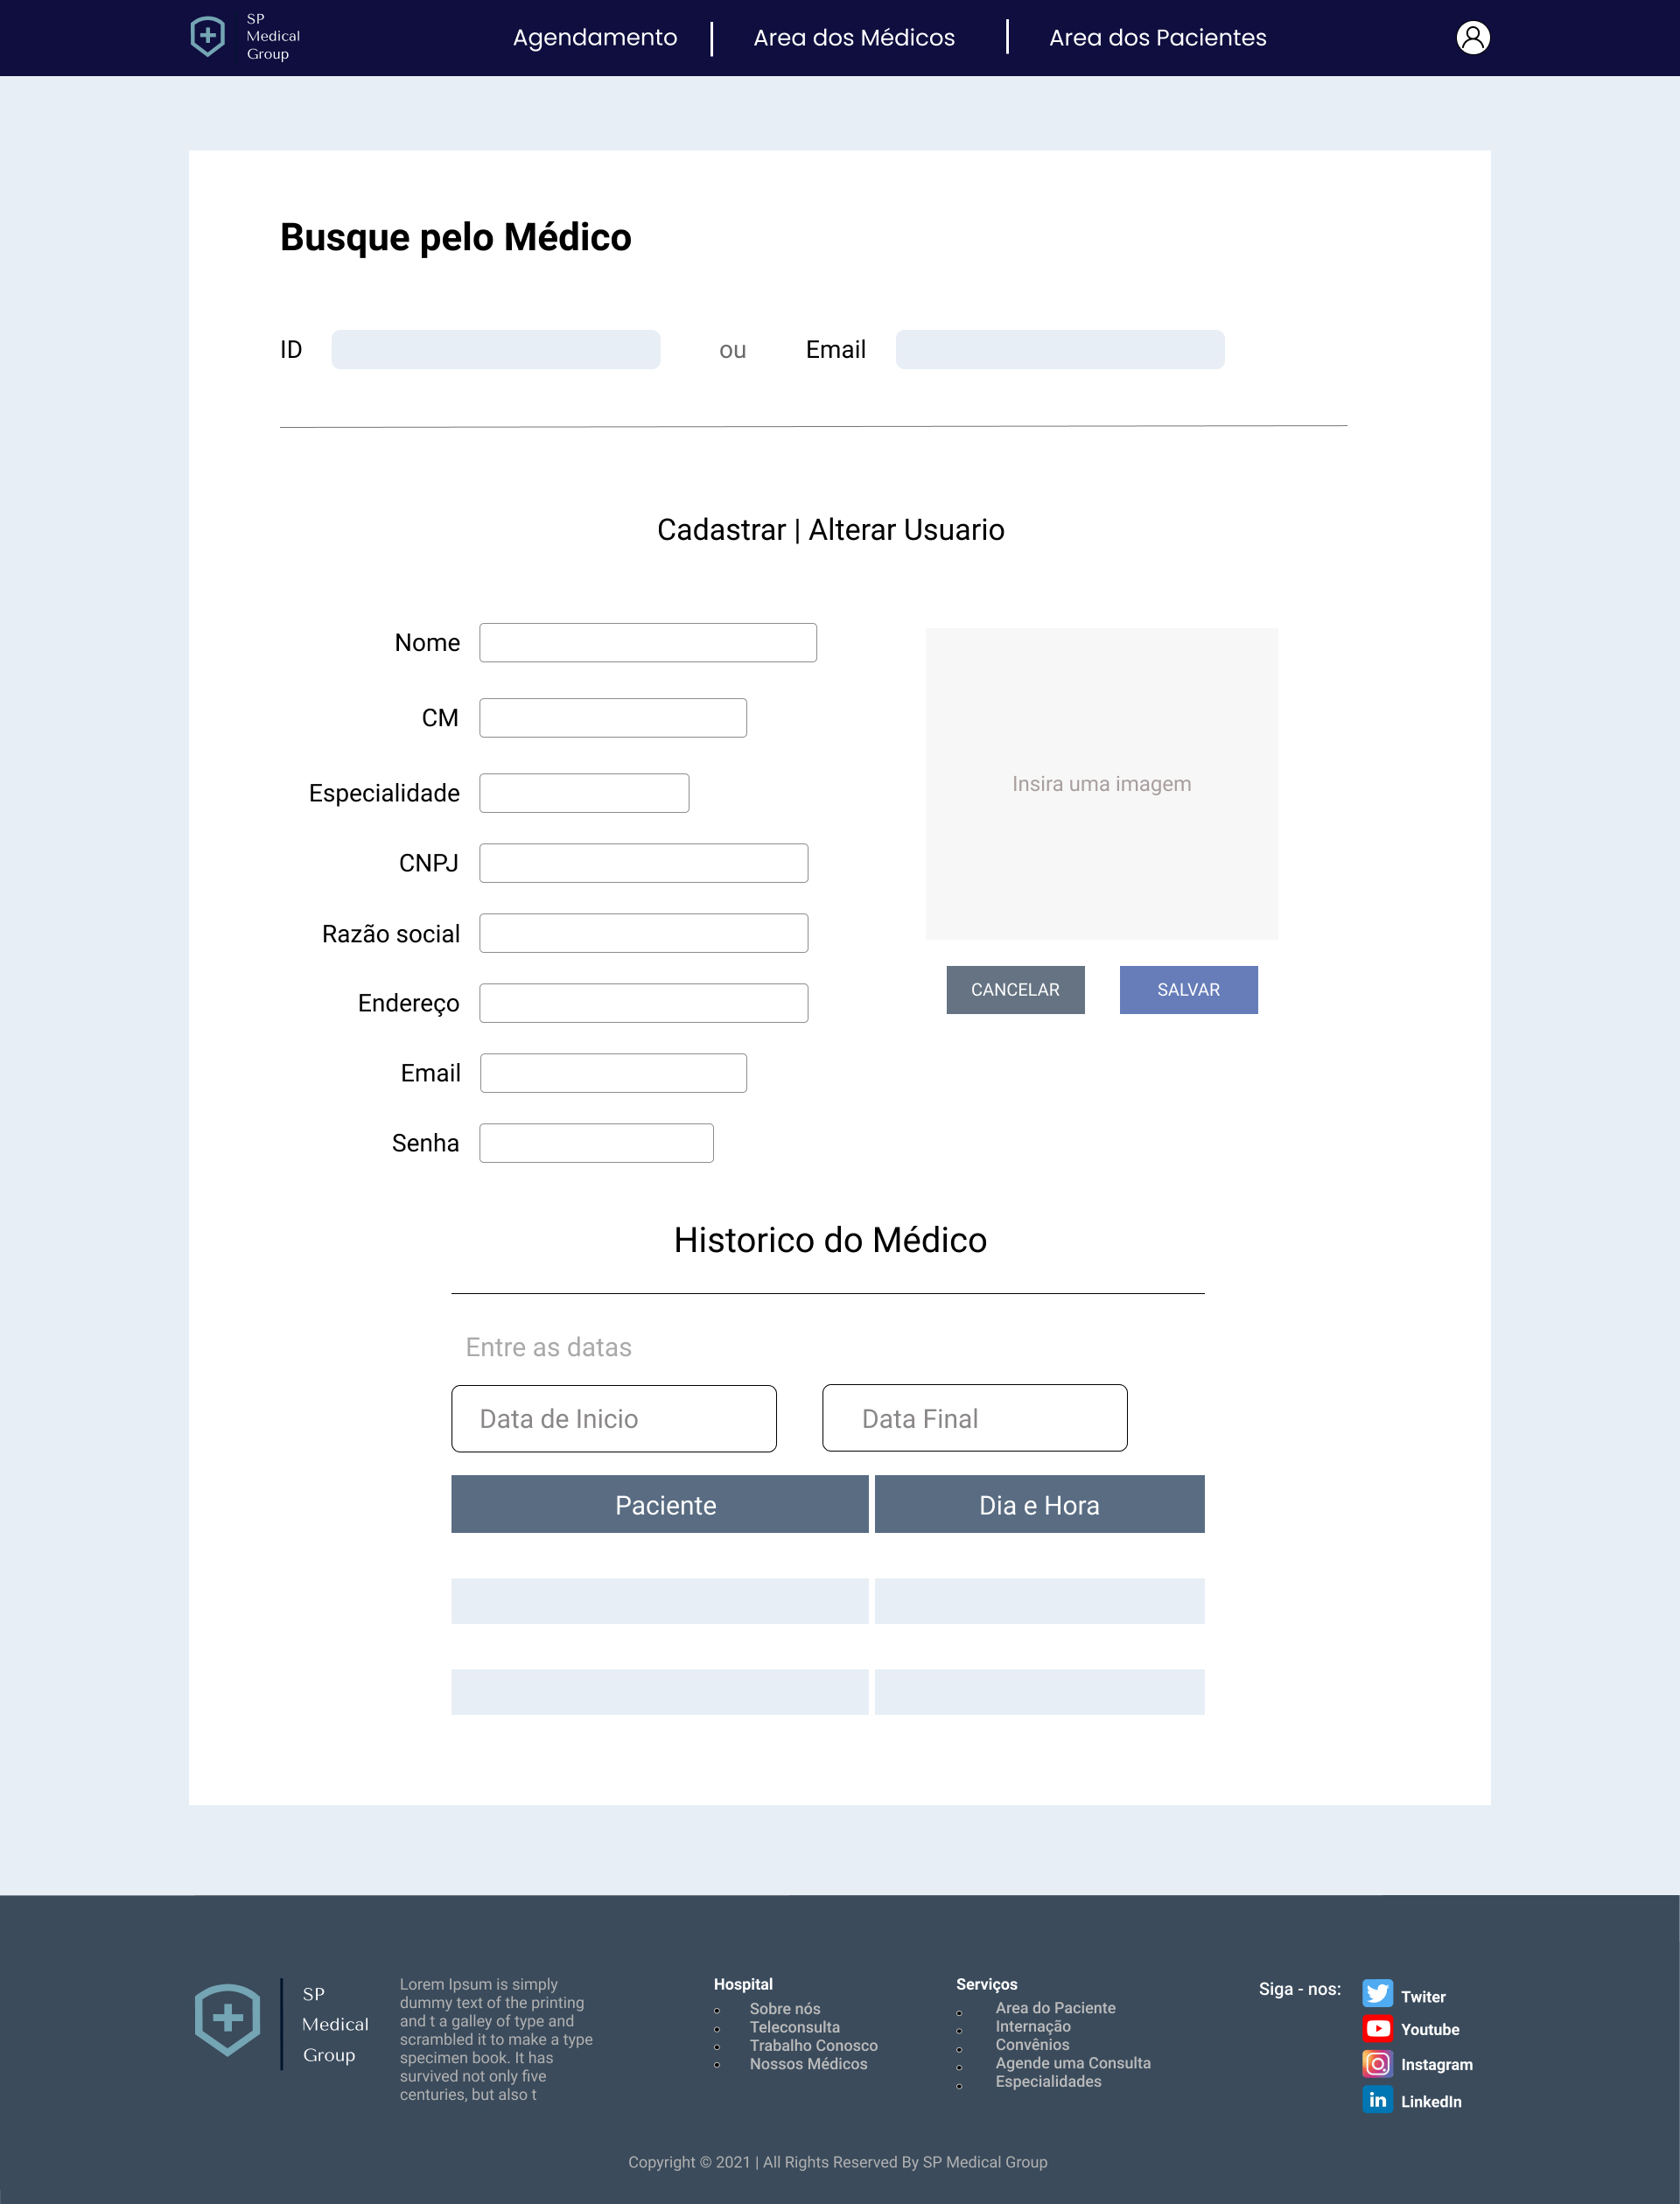 SP
Medical
Group
Agendamento
Area dos Médicos
Area dos Pacientes
Busque pelo Médico
ID
ou
Email
Cadastrar | Alterar Usuario
Nome
CM
Especialidade
CNPJ
Razão social
Endereço
Email
Senha
Insira uma imagem
CANCELAR
SALVAR
Historico do Médico
Entre as datas
Data de Inicio
Data Final
Paciente
Dia e Hora
SP
Medical
Group
Lorem Ipsum is simply
dummy text of the printing
and t a galley of type and
scrambled it to make a type
specimen book. It has
survived not only five
centuries, but also t
Hospital
Sobre nós
Teleconsulta
Trabalho Conosco
Nossos Médicos
Serviços
Area do Paciente
Internação
Convênios
Agende uma Consulta
Especialidades
Siga - nos:
Twiter
Youtube
Instagram
in
LinkedIn
Copyright © 2021 | All Rights Reserved By SP Medical Group